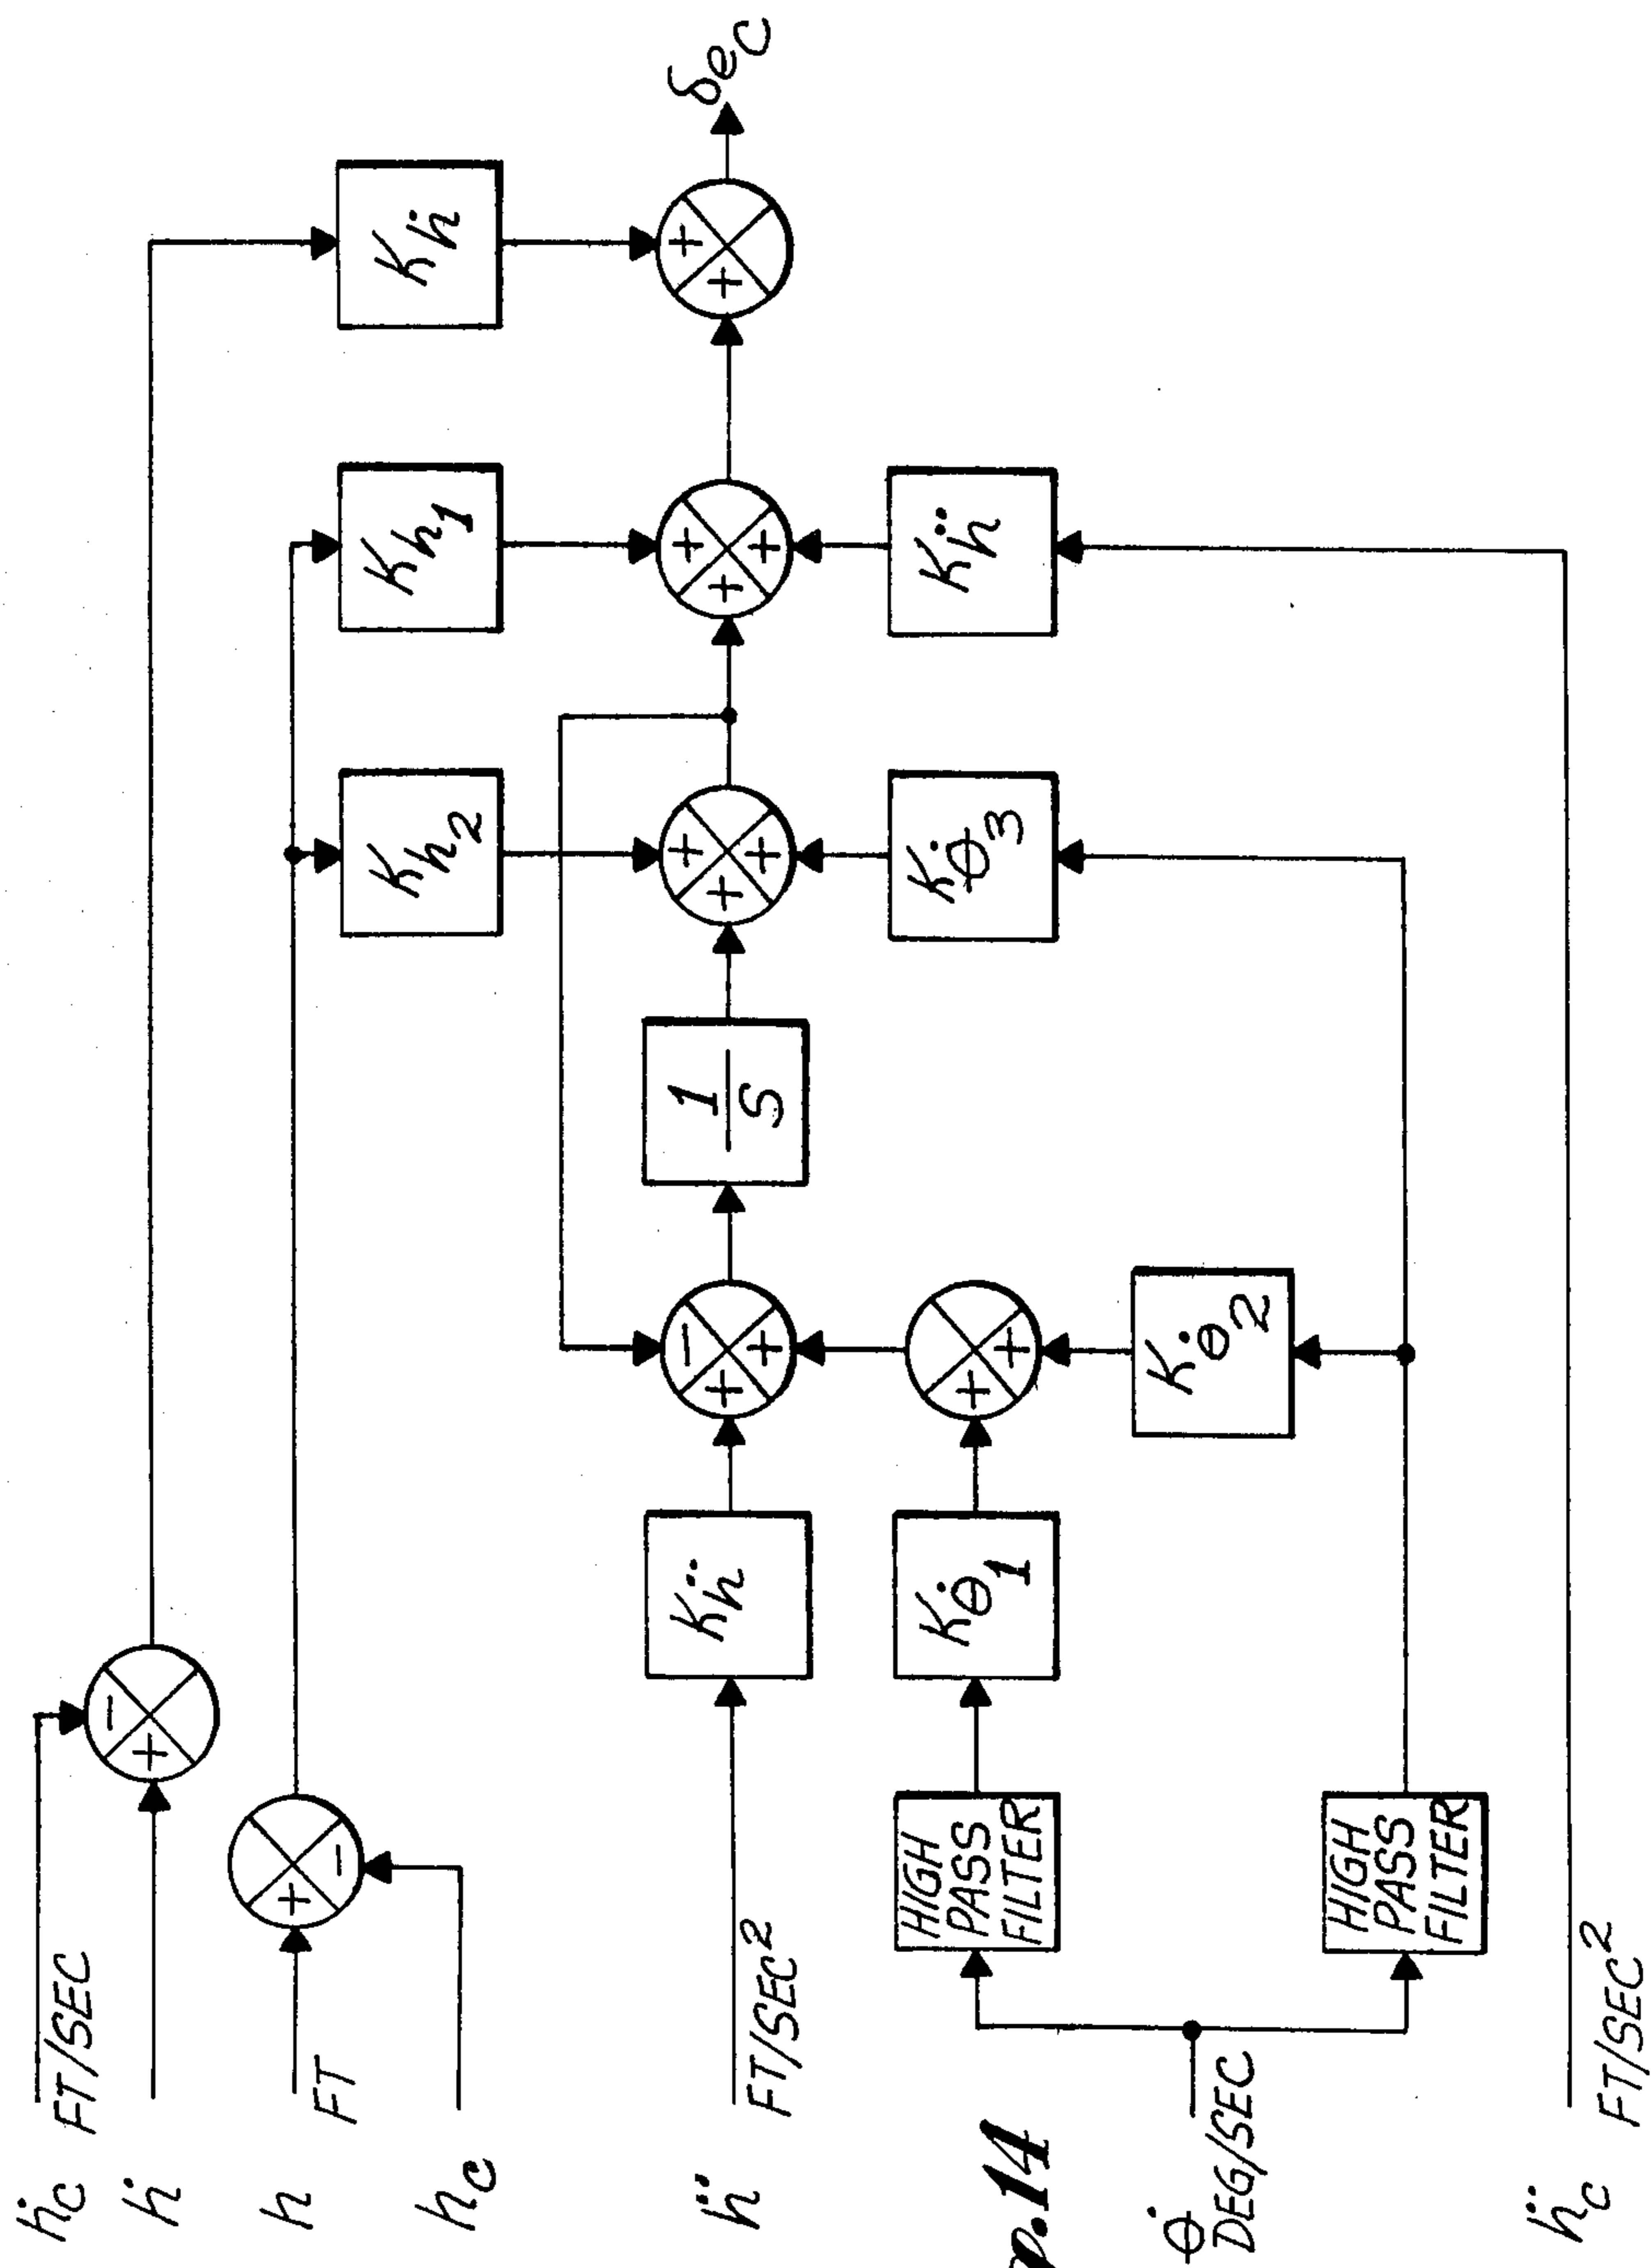 ḣc FT/SEC
ḣ
h FT
hc
ḧ FT/SEC²
θ̇ DEG/SEC
ḧc FT/SEC²
−
+
+
−
HIGH PASS FILTER
HIGH PASS FILTER
Kḧ
Kθ̇1
Kθ̇2
−
+
+
+
+
1/S
Kh2
Kθ̇3
+
+
+
Kh1
Kḧ
+
+
+
Kḣ
+
+
δeC
.14